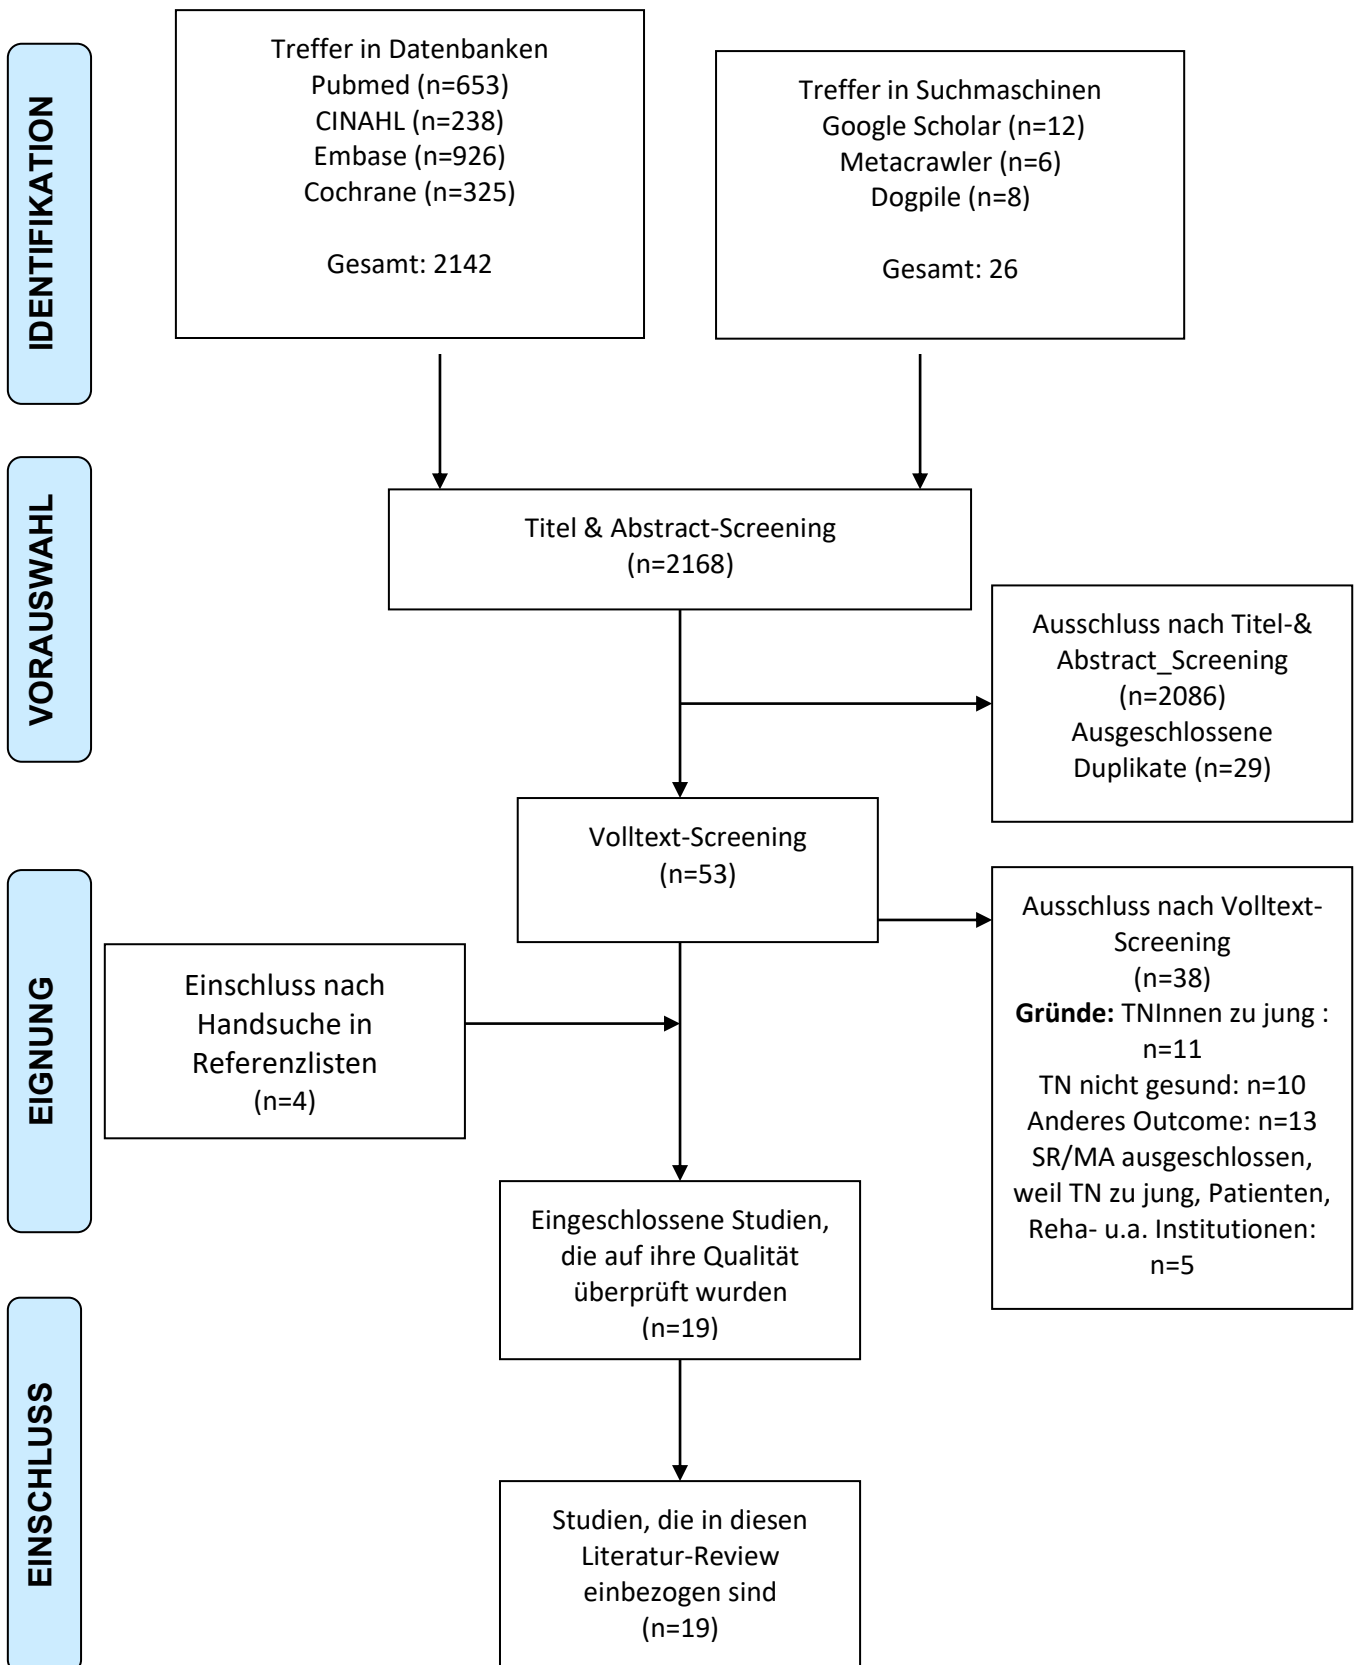 IDENTIFIKATION
Treffer in Datenbanken
Pubmed (n=653)
CINAHL (n=238)
Embase (n=926)
Cochrane (n=325)
Gesamt: 2142
Treffer in Suchmaschinen
Google Scholar (n=12)
Metacrawler (n=6)
Dogpile (n=8)
Gesamt: 26
VORAUSWAHL
Titel & Abstract-Screening
(n=2168)
Ausschluss nach Titel-&
Abstract_Screening
(n=2086)
Ausgeschlossene
Duplikate (n=29)
Volltext-Screening
(n=53)
EIGNUNG
Ausschluss nach Volltext-
Screening
(n=38)
Gründe: TNInnen zu jung :
n=11
TN nicht gesund: n=10
Anderes Outcome: n=13
SR/MA ausgeschlossen,
weil TN zu jung, Patienten,
Reha- u.a. Institutionen:
n=5
Einschluss nach
Handsuche in
Referenzlisten
(n=4)
Eingeschlossene Studien,
die auf ihre Qualität
überprüft wurden
(n=19)
EINSCHLUSS
Studien, die in diesen
Literatur-Review
einbezogen sind
(n=19)